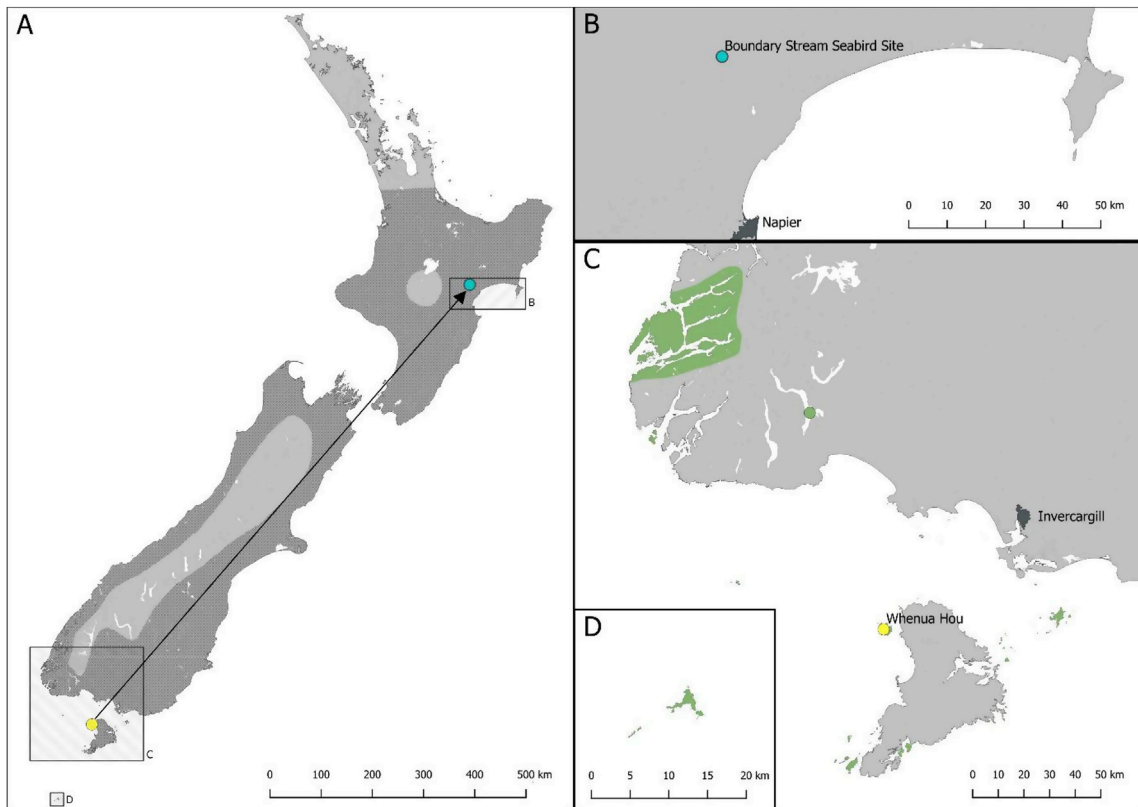 A
B
C
D
0 100 200 300 400 500 km
B
Boundary Stream Seabird Site
Napier
0 10 20 30 40 50 km
C
Invercargill
Whenua Hou
0 10 20 30 40 50 km
D
0 5 10 15 20 km